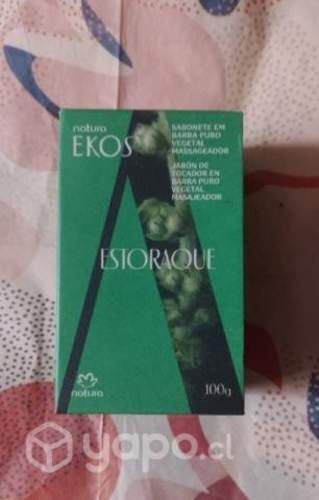 natura
EKOS
SABONETE EM
BARRA PURO
VEGETAL
MASSAGEADOR
JABÓN DE
TOCADOR EN
BARRA PURO
VEGETAL
MASAJEADOR
ESTORAQUE
natura
100g
yapo.cl